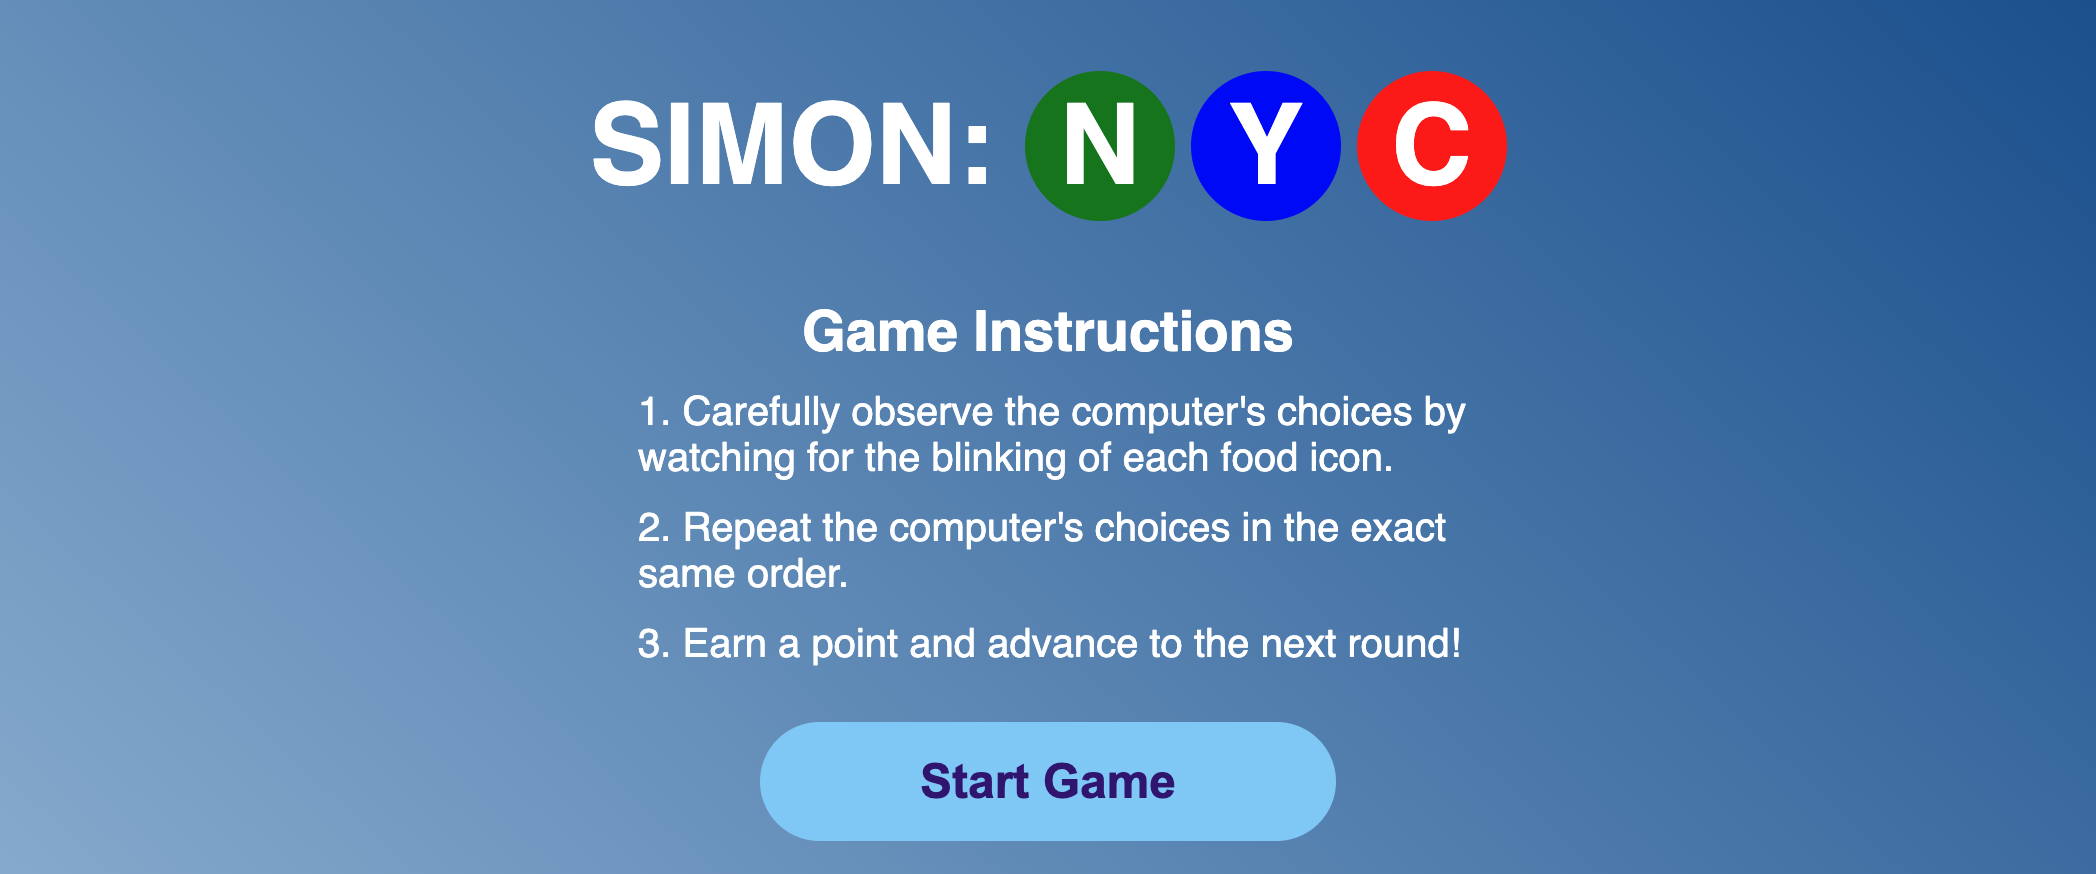 SIMON: N Y C
Game Instructions
1. Carefully observe the computer's choices by
watching for the blinking of each food icon.
2. Repeat the computer's choices in the exact
same order.
3. Earn a point and advance to the next round!
Start Game